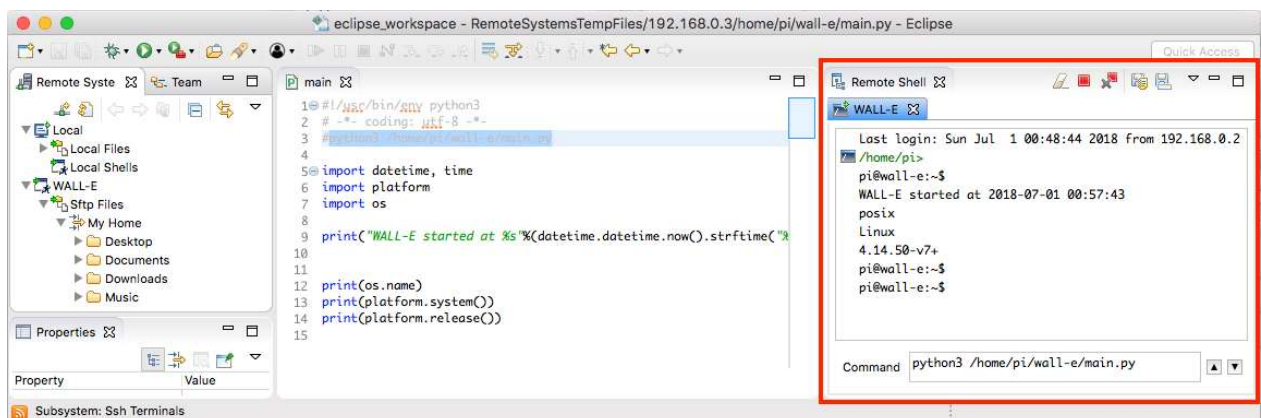 eclipse_workspace - RemoteSystemsTempFiles/192.168.0.3/home/pi/wall-e/main.py - Eclipse
Quick Access
Remote Syste
Team
Local
Local Files
Local Shells
WALL-E
Sftp Files
My Home
Desktop
Documents
Downloads
Music
Properties
Property Value
main
1 #!/usr/bin/env python3
2 # -*- coding: utf-8 -*-
3 #python3 /home/pi/wall-e/main.py
4
5 import datetime, time
6 import platform
7 import os
8
9 print("WALL-E started at %s"%(datetime.datetime.now().strftime("%
10
11
12 print(os.name)
13 print(platform.system())
14 print(platform.release())
15
Remote Shell
WALL-E
Last login: Sun Jul 1 00:48:44 2018 from 192.168.0.2
/home/pi>
pi@wall-e:~$
WALL-E started at 2018-07-01 00:57:43
posix
Linux
4.14.50-v7+
pi@wall-e:~$
pi@wall-e:~$
Command python3 /home/pi/wall-e/main.py
Subsystem: Ssh Terminals